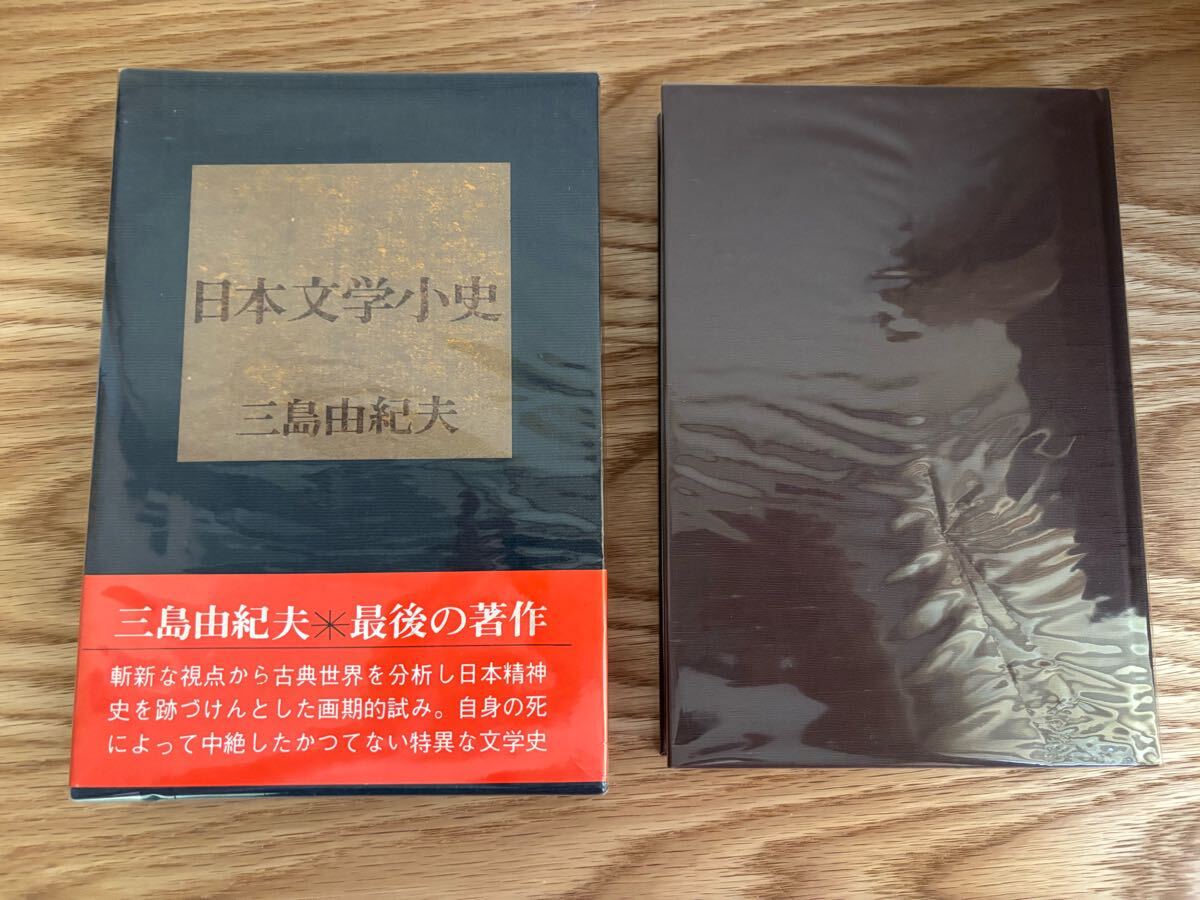 日本文学小史
三島由紀夫
三島由紀夫＊最後の著作
斬新な視点から古典世界を分析し日本精神
史を跡づけんとした画期的試み。自身の死
によって中絶したかつてない特異な文学史